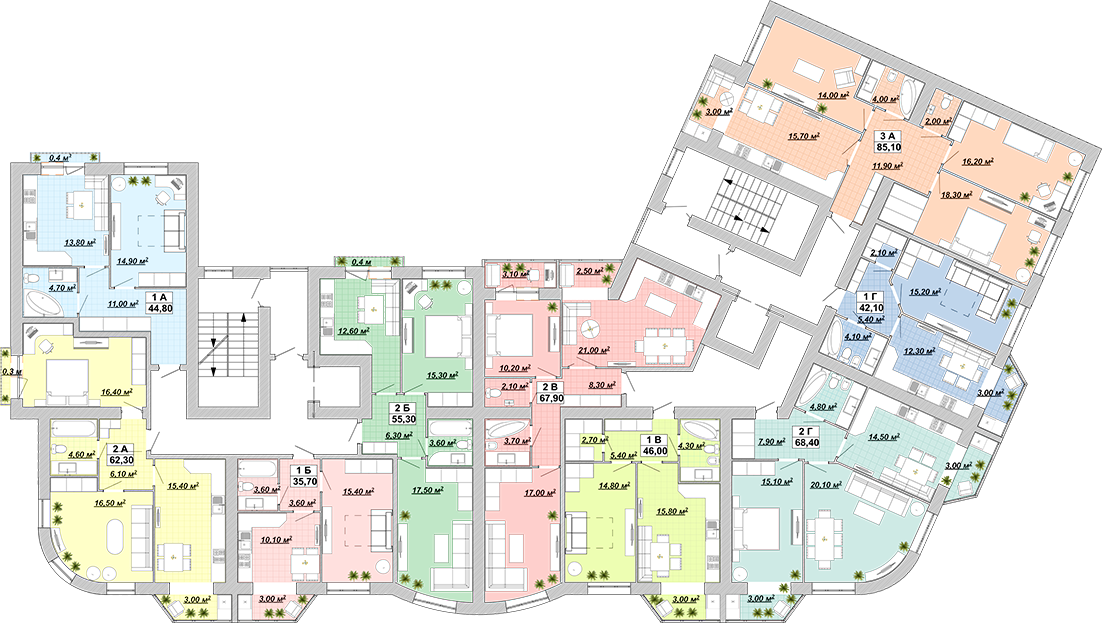 14,00 м²
4,00 м²
3,00 м²
2,00 м²
15,70 м²
3 А
85,10
16,20 м²
11,90 м²
18,30 м²
0,4 м²
13,80 м²
14,90 м²
4,70 м²
11,00 м²
1 А
44,80
0,4 м
3,10 м²
2,50 м²
2,10 м²
15,20 м²
1 Г
42,10
5,40 м²
4,10 м²
12,30 м²
3,00 м²
12,60 м²
15,30 м²
10,20 м²
21,00 м²
0,3 м
16,40 м²
2,10 м²
2 В
67,90
8,30 м²
2 Б
55,30
6,30 м²
3,60 м²
3,70 м²
4,80 м²
2 Г
68,40
7,90 м²
14,50 м²
3,00 м²
2 А
62,30
4,60 м²
6,10 м²
2,70 м²
1 В
46,00
5,40 м²
4,30 м²
15,40 м²
16,50 м²
1 Б
35,70
3,60 м²
3,60 м²
15,40 м²
17,50 м²
17,00 м²
14,80 м²
15,80 м²
15,10 м²
20,10 м²
10,10 м²
3,00 м²
3,00 м²
3,00 м²
3,00 м²